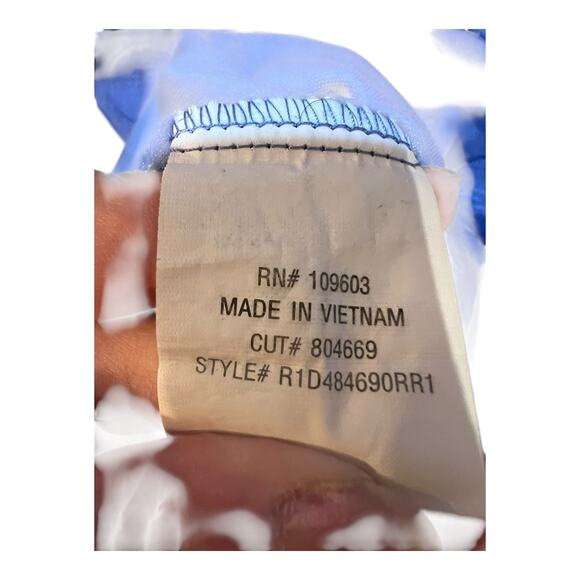 RN# 109603
MADE IN VIETNAM
CUT# 804669
STYLE# R1D484690RR1